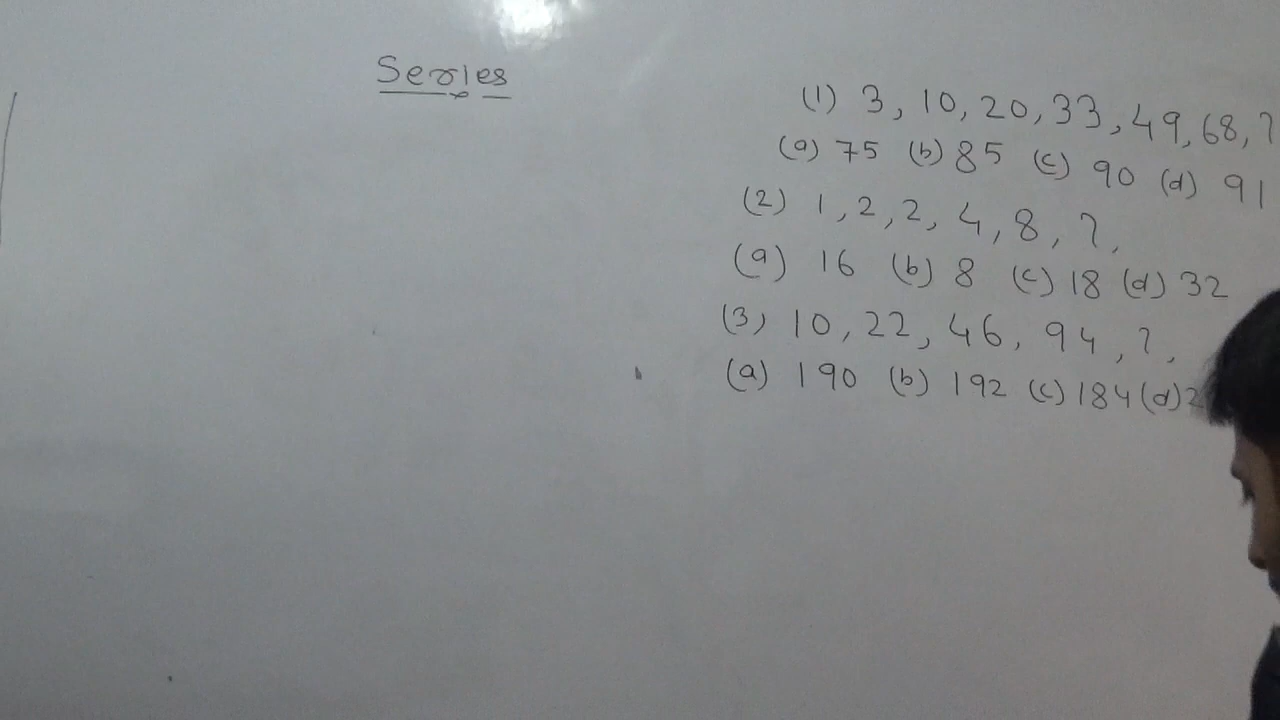 Series
(1) 3, 10, 20, 33, 49, 68, ?
(a) 75 (b) 85 (c) 90 (d) 91
(2) 1, 2, 2, 4, 8, ?,
(a) 16 (b) 8 (c) 18 (d) 32
(3) 10, 22, 46, 94, ?,
(a) 190 (b) 192 (c) 184 (d) 2